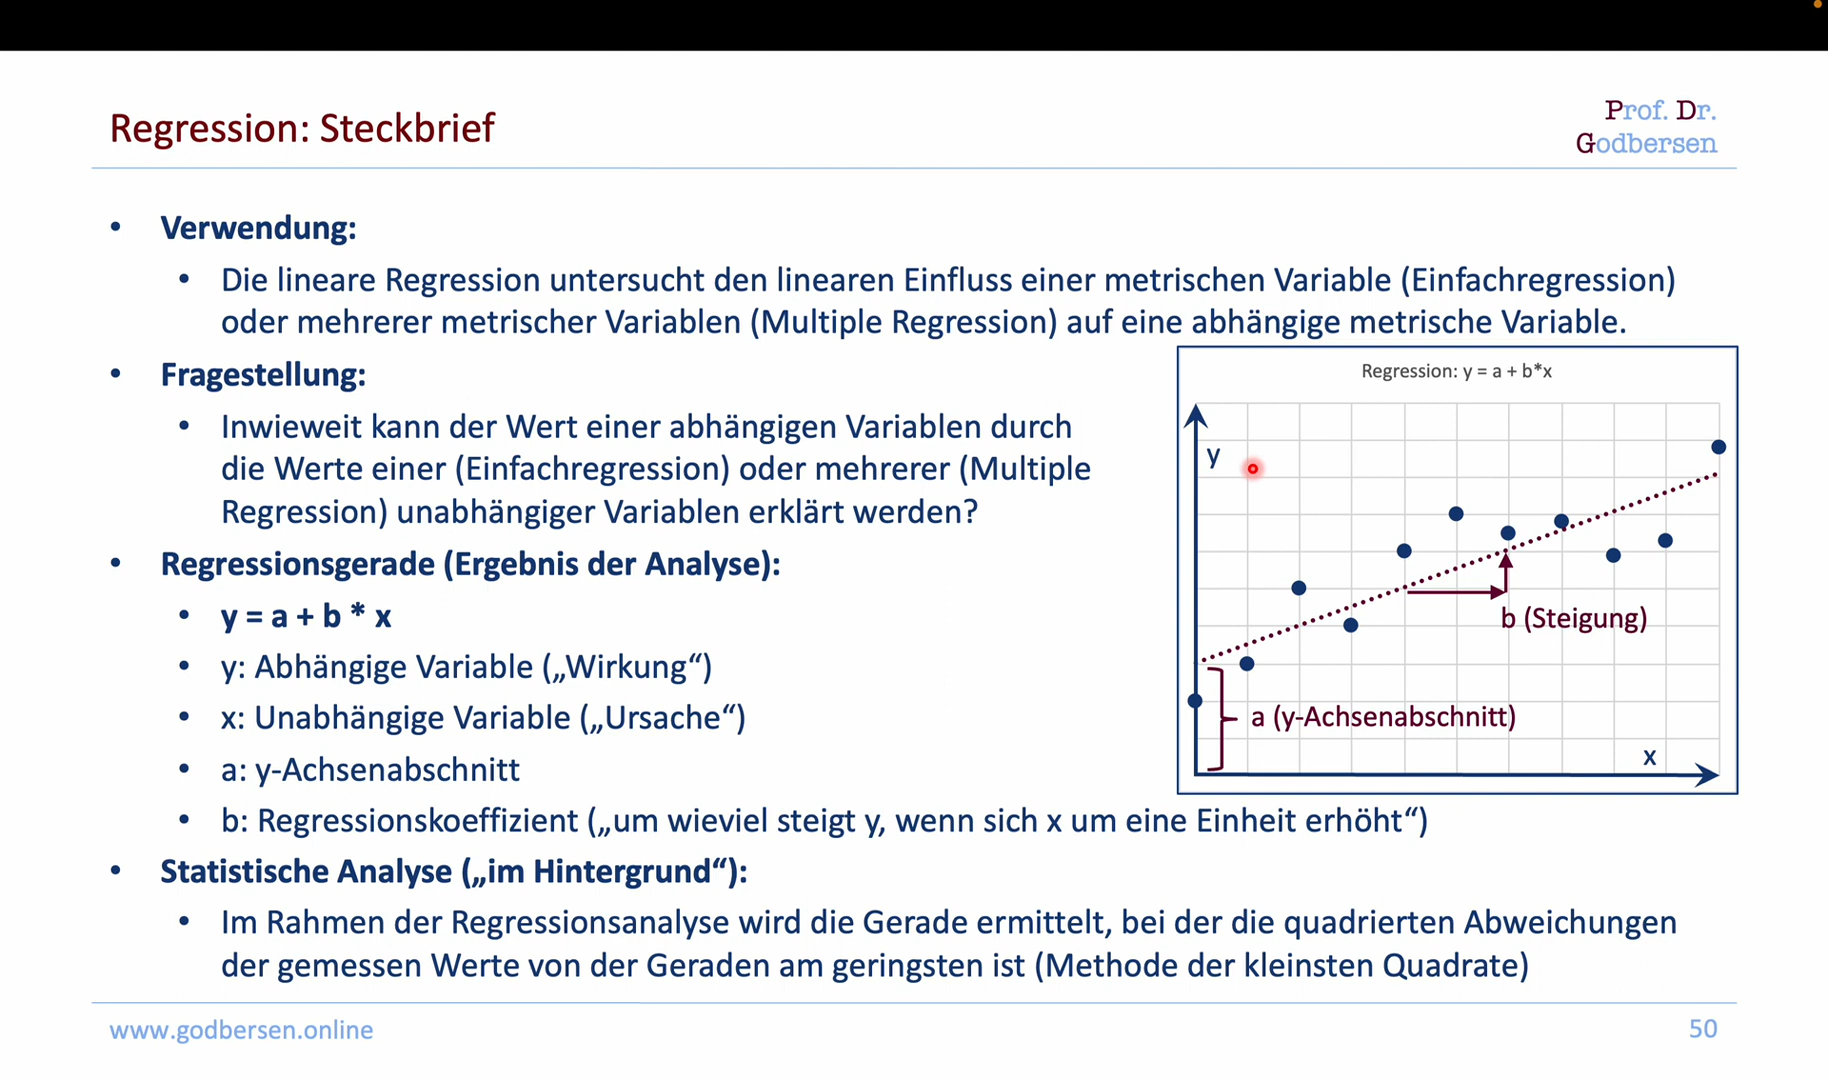 Regression: Steckbrief
Prof. Dr.
Godbersen
• Verwendung:
• Die lineare Regression untersucht den linearen Einfluss einer metrischen Variable (Einfachregression)
oder mehrerer metrischer Variablen (Multiple Regression) auf eine abhängige metrische Variable.
• Fragestellung:
• Inwieweit kann der Wert einer abhängigen Variablen durch
die Werte einer (Einfachregression) oder mehrerer (Multiple
Regression) unabhängiger Variablen erklärt werden?
• Regressionsgerade (Ergebnis der Analyse):
• y = a + b * x
• y: Abhängige Variable („Wirkung“)
• x: Unabhängige Variable („Ursache“)
• a: y-Achsenabschnitt
• b: Regressionskoeffizient („um wieviel steigt y, wenn sich x um eine Einheit erhöht“)
• Statistische Analyse („im Hintergrund“):
• Im Rahmen der Regressionsanalyse wird die Gerade ermittelt, bei der die quadrierten Abweichungen
der gemessen Werte von der Geraden am geringsten ist (Methode der kleinsten Quadrate)
Regression: y = a + b*x
y
b (Steigung)
a (y-Achsenabschnitt)
x
www.godbersen.online
50